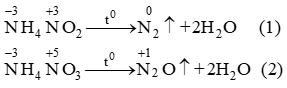 −3 +3 0
NH₄NO₂ —t⁰→ N₂ ↑ +2H₂O (1)
−3 +5 +1
NH₄NO₃ —t⁰→ N₂O ↑ +2H₂O (2)